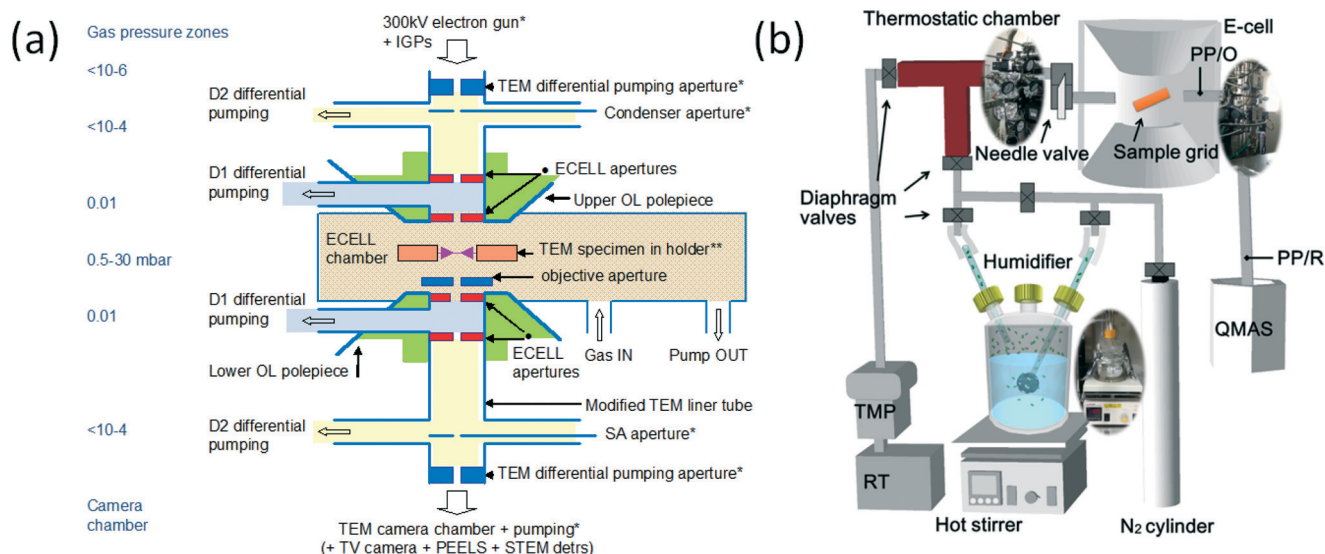 (a)
Gas pressure zones
<10-6
<10-4
0.01
0.5-30 mbar
0.01
<10-4
Camera
chamber
300kV electron gun*
+ IGPs
TEM differential pumping aperture*
D2 differential
pumping
Condenser aperture*
D1 differential
pumping
ECELL apertures
Upper OL polepiece
ECELL
chamber
TEM specimen in holder**
objective aperture
D1 differential
pumping
Lower OL polepiece
ECELL
apertures
Gas IN
Pump OUT
Modified TEM liner tube
D2 differential
pumping
SA aperture*
TEM differential pumping aperture*
TEM camera chamber + pumping*
(+ TV camera + PEELS + STEM detrs)
(b)
Thermostatic chamber
E-cell
PP/O
Needle valve
Sample grid
Diaphragm
valves
Humidifier
PP/R
QMAS
TMP
RT
Hot stirrer
N2 cylinder